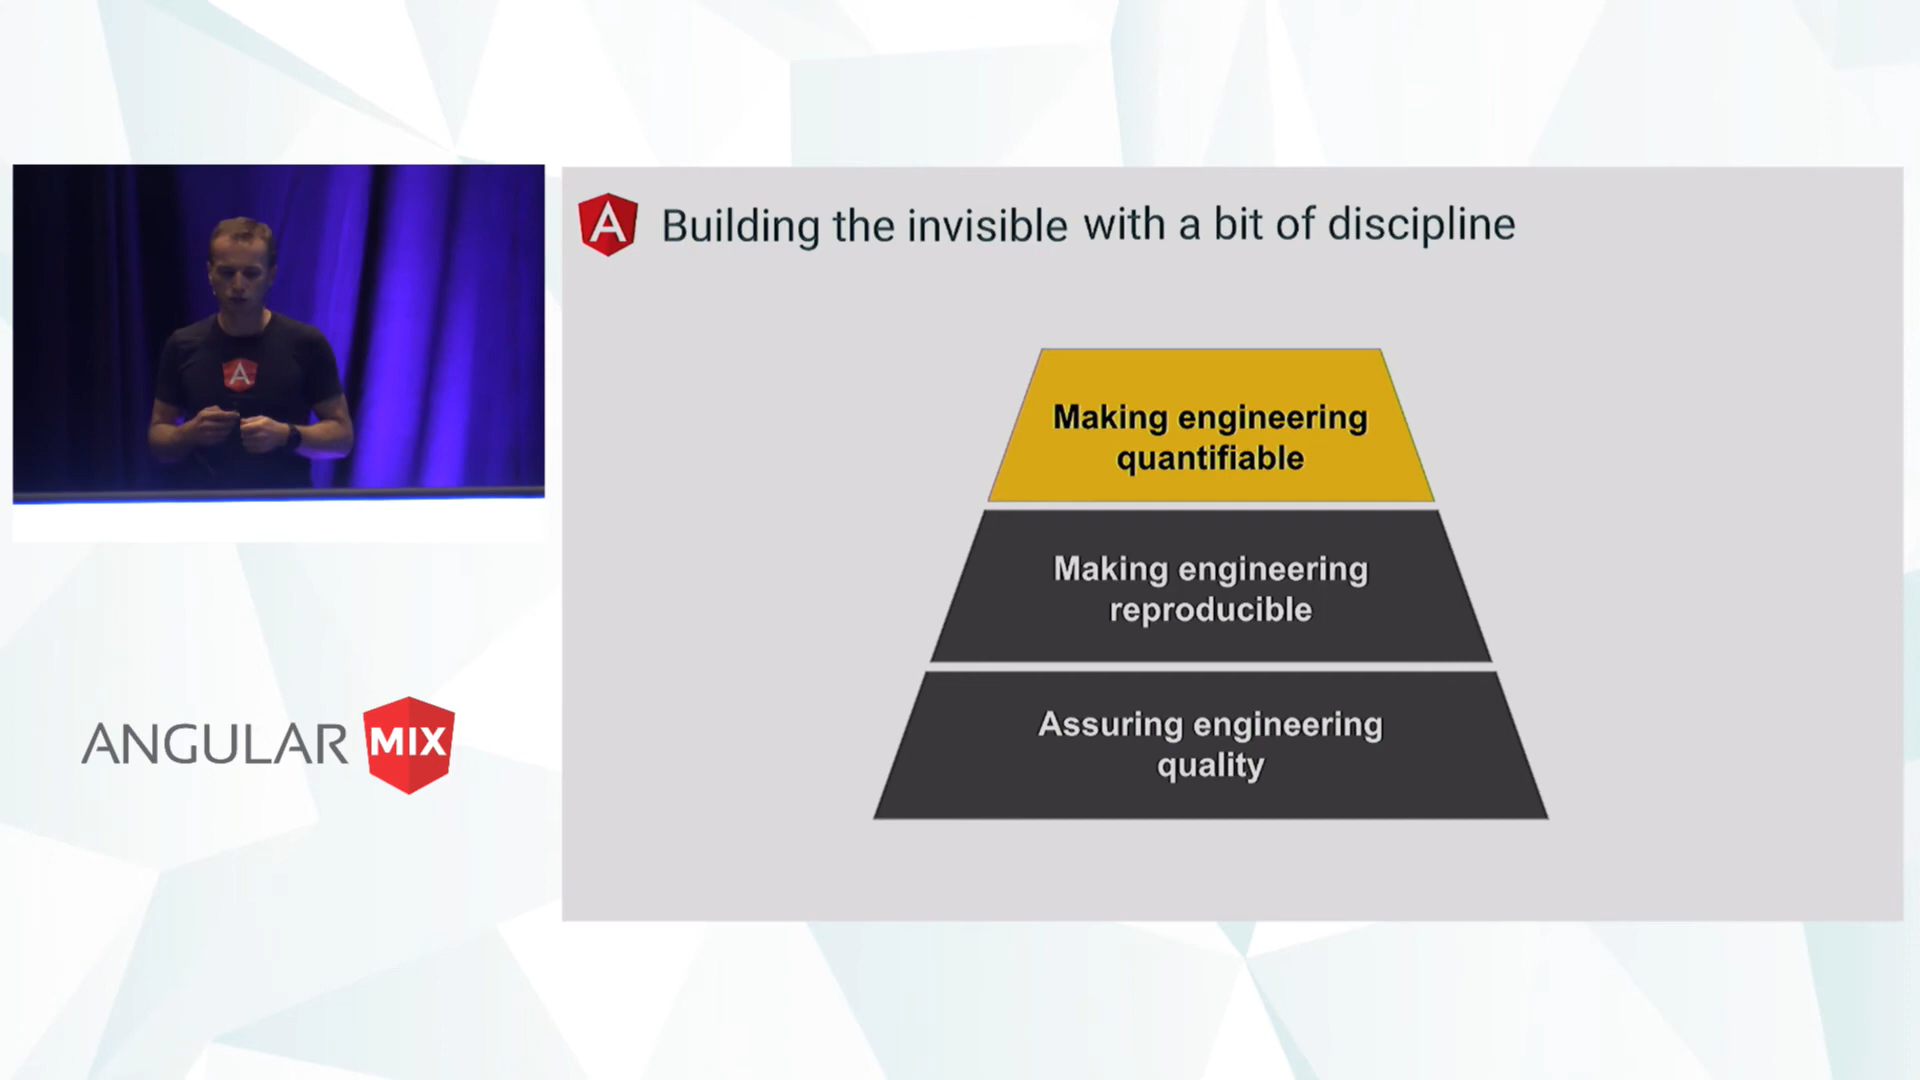 A
Building the invisible with a bit of discipline
Making engineering
quantifiable
Making engineering
reproducible
Assuring engineering
quality
A
ANGULAR MIX